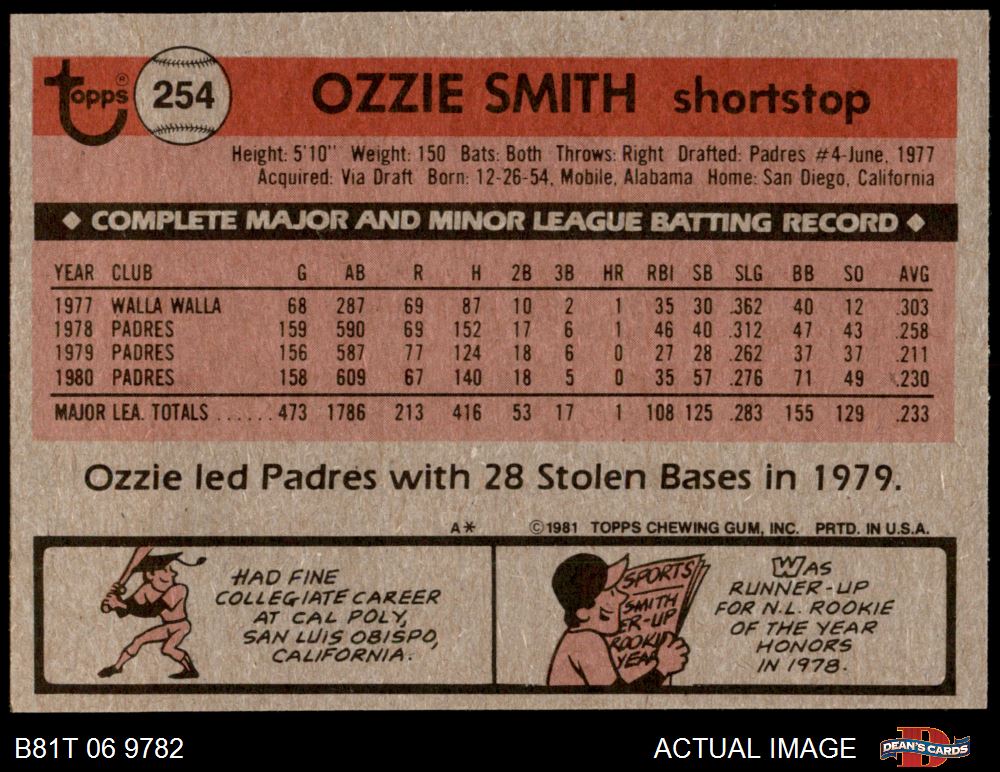 Topps® 254 OZZIE SMITH shortstop
Height: 5'10" Weight: 150 Bats: Both Throws: Right Drafted: Padres #4-June, 1977
Acquired: Via Draft Born: 12-26-54, Mobile, Alabama Home: San Diego, California
◆ COMPLETE MAJOR AND MINOR LEAGUE BATTING RECORD ◆
YEAR CLUB G AB R H 2B 3B HR RBI SB SLG BB SO AVG
1977 WALLA WALLA 68 287 69 87 10 2 1 35 30 .362 40 12 .303
1978 PADRES 159 590 69 152 17 6 1 46 40 .312 47 43 .258
1979 PADRES 156 587 77 124 18 6 0 27 28 .262 37 37 .211
1980 PADRES 158 609 67 140 18 5 0 35 57 .276 71 49 .230
MAJOR LEA. TOTALS ...... 473 1786 213 416 53 17 1 108 125 .283 155 129 .233
Ozzie led Padres with 28 Stolen Bases in 1979.
A* ©1981 TOPPS CHEWING GUM, INC. PRTD. IN U.S.A.
HAD FINE
COLLEGIATE CAREER
AT CAL POLY,
SAN LUIS OBISPO,
CALIFORNIA.
SPORTS
SMITH
ER-UP
ROOKI
YEAR
WAS
RUNNER-UP
FOR N.L. ROOKIE
OF THE YEAR
HONORS
IN 1978.
B81T 06 9782 ACTUAL IMAGE DEAN'S CARDS